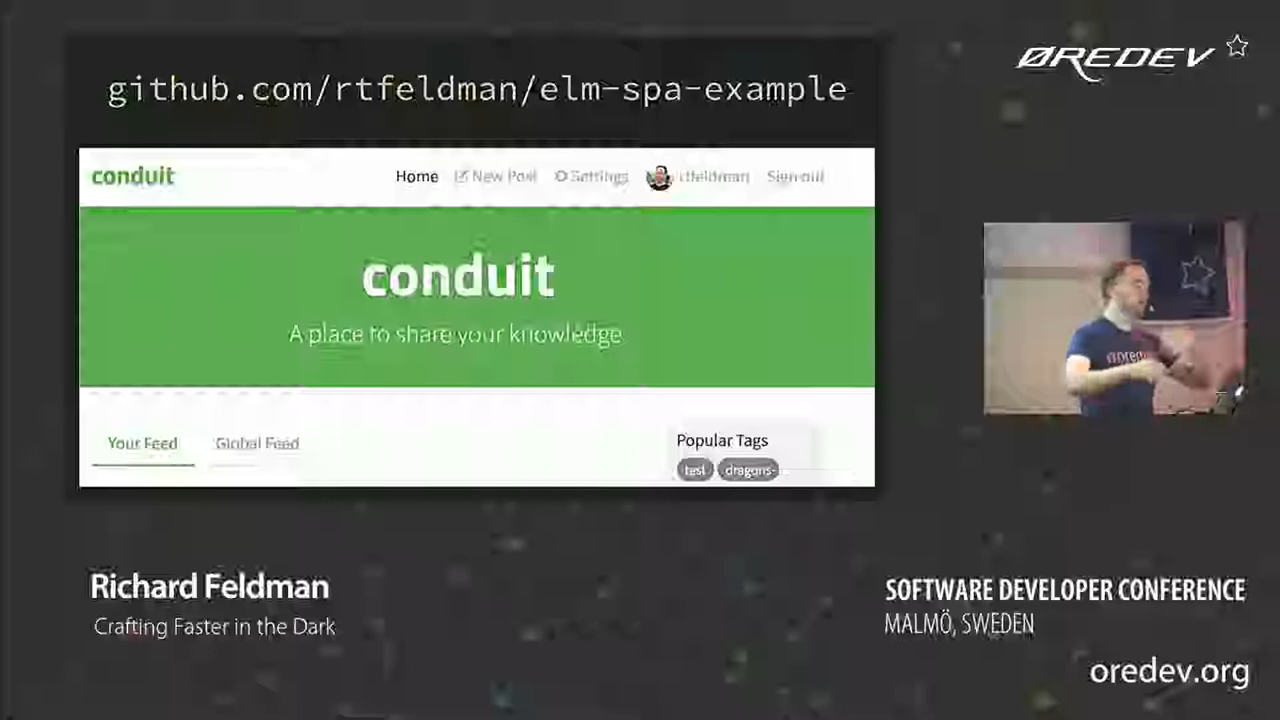 github.com/rtfeldman/elm-spa-example
ØREDEV
conduit
Home New Post Settings rtfeldman Sign out
conduit
A place to share your knowledge
Your Feed Global Feed
Popular Tags
test dragons
Richard Feldman
Crafting Faster in the Dark
SOFTWARE DEVELOPER CONFERENCE
MALMÖ, SWEDEN
oredev.org